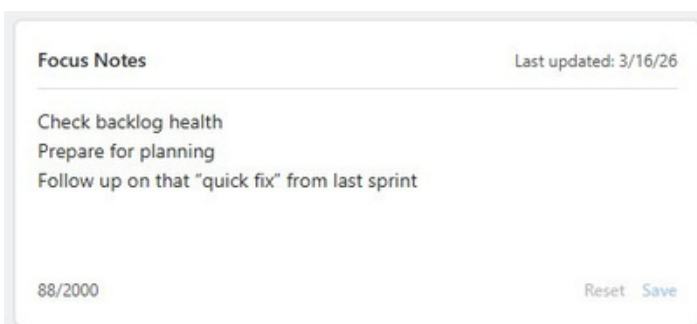 Focus Notes
Last updated: 3/16/26
Check backlog health
Prepare for planning
Follow up on that “quick fix” from last sprint
88/2000
Reset Save